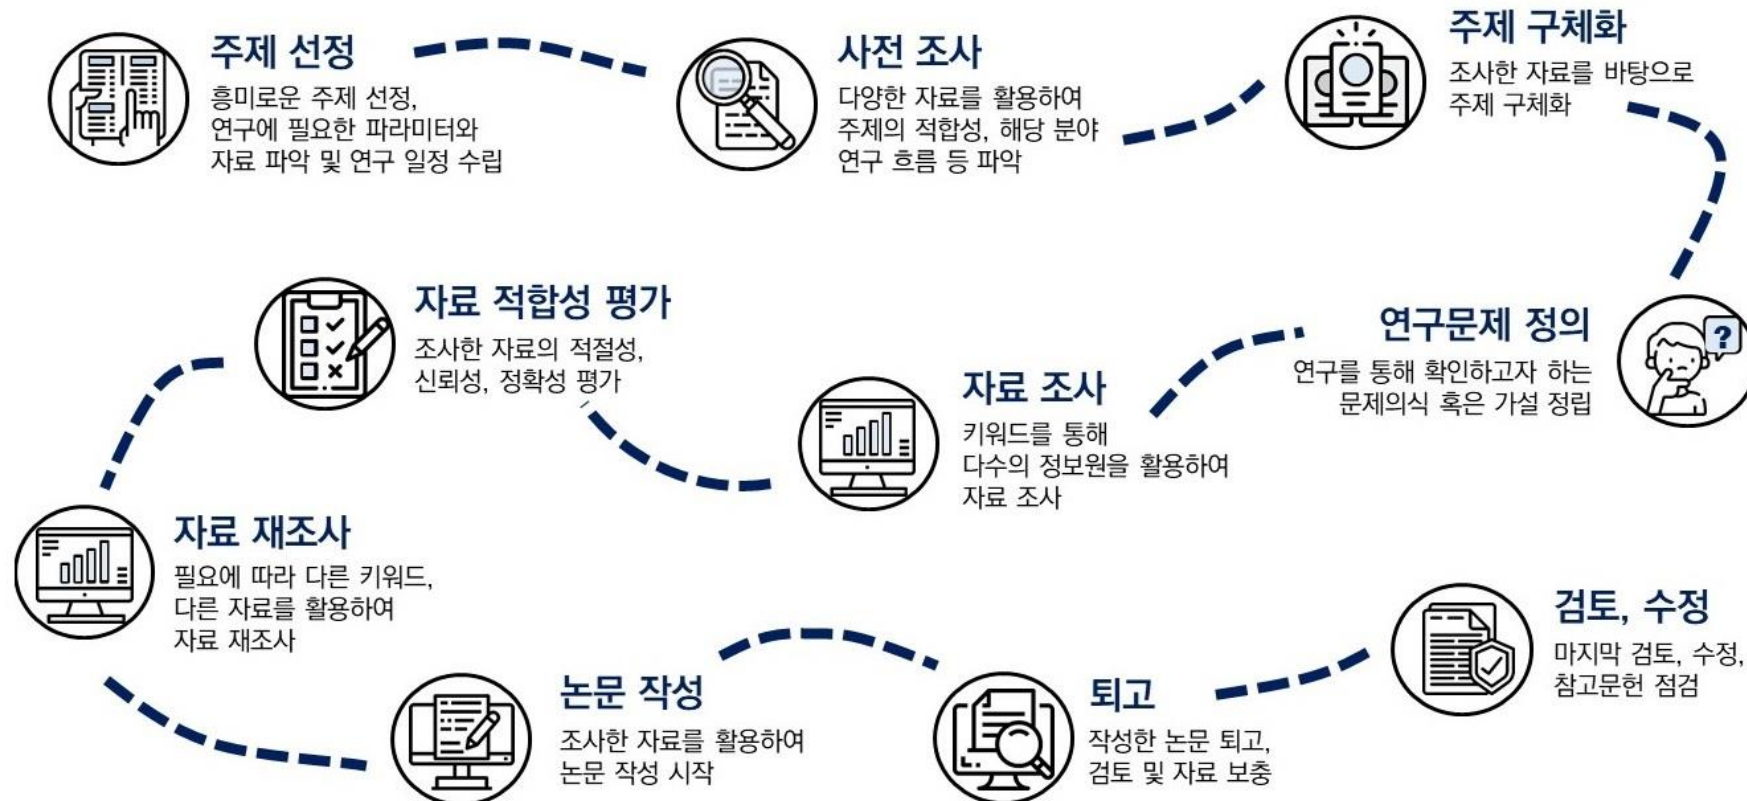 주제 선정
흥미로운 주제 선정,
연구에 필요한 파라미터와
자료 파악 및 연구 일정 수립
사전 조사
다양한 자료를 활용하여
주제의 적합성, 해당 분야
연구 흐름 등 파악
주제 구체화
조사한 자료를 바탕으로
주제 구체화
연구문제 정의
연구를 통해 확인하고자 하는
문제의식 혹은 가설 정립
?
자료 조사
키워드를 통해
다수의 정보원을 활용하여
자료 조사
자료 적합성 평가
조사한 자료의 적절성,
신뢰성, 정확성 평가
자료 재조사
필요에 따라 다른 키워드,
다른 자료를 활용하여
자료 재조사
논문 작성
조사한 자료를 활용하여
논문 작성 시작
퇴고
작성한 논문 퇴고,
검토 및 자료 보충
검토, 수정
마지막 검토, 수정,
참고문헌 점검